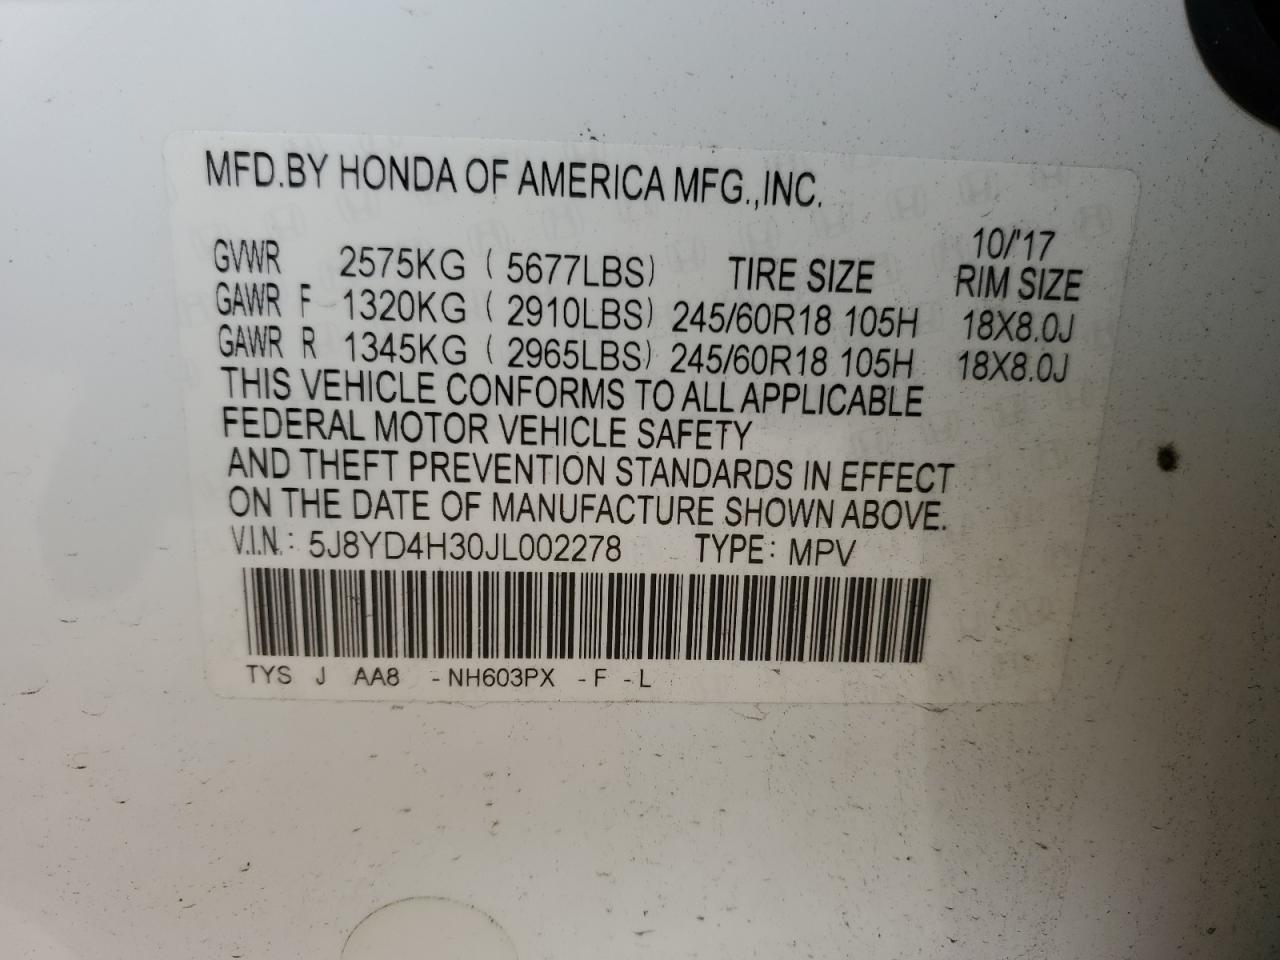 MFD.BY HONDA OF AMERICA MFG.,INC.
10/'17
GVWR 2575KG ( 5677LBS) TIRE SIZE RIM SIZE
GAWR F 1320KG ( 2910LBS) 245/60R18 105H 18X8.0J
GAWR R 1345KG ( 2965LBS) 245/60R18 105H 18X8.0J
THIS VEHICLE CONFORMS TO ALL APPLICABLE
FEDERAL MOTOR VEHICLE SAFETY
AND THEFT PREVENTION STANDARDS IN EFFECT
ON THE DATE OF MANUFACTURE SHOWN ABOVE.
V.I.N.: 5J8YD4H30JL002278 TYPE: MPV
TYS J AA8 -NH603PX -F -L